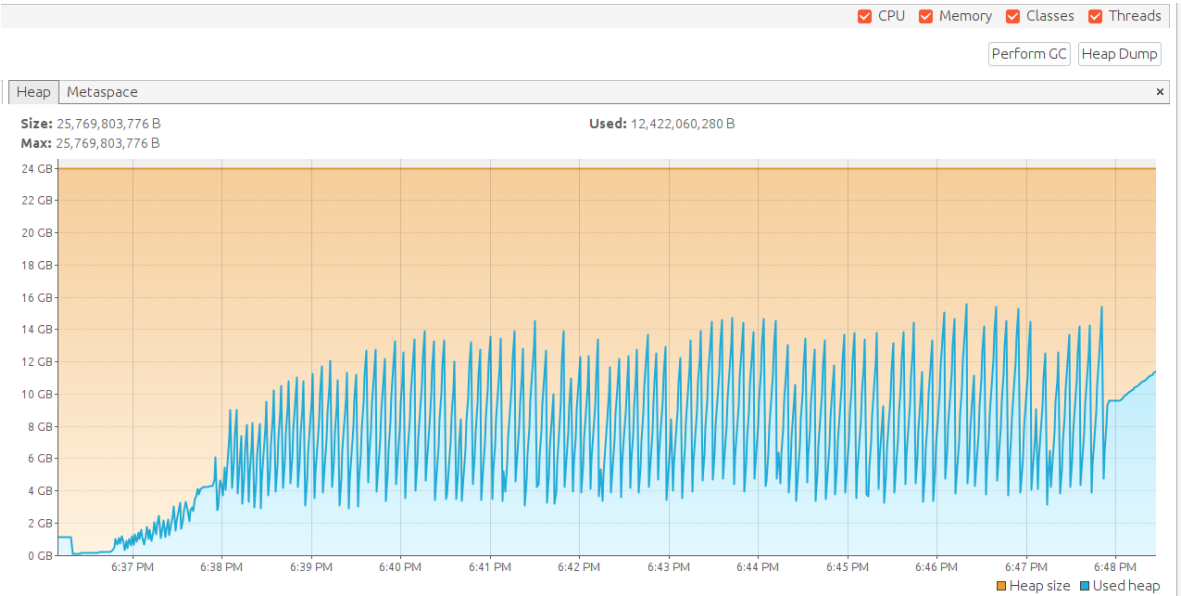 CPU Memory Classes Threads
Perform GC Heap Dump
Heap Metaspace ×
Size: 25,769,803,776 B Used: 12,422,060,280 B
Max: 25,769,803,776 B
24 GB
22 GB
20 GB
18 GB
16 GB
14 GB
12 GB
10 GB
8 GB
6 GB
4 GB
2 GB
0 GB
6:37 PM 6:38 PM 6:39 PM 6:40 PM 6:41 PM 6:42 PM 6:43 PM 6:44 PM 6:45 PM 6:46 PM 6:47 PM 6:48 PM
Heap size Used heap